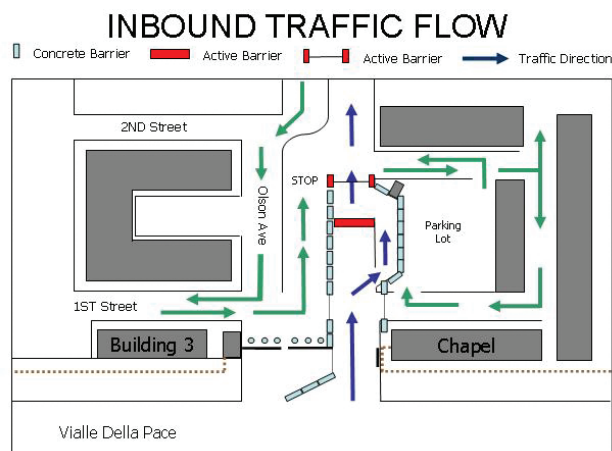 INBOUND TRAFFIC FLOW
Concrete Barrier Active Barrier Active Barrier Traffic Direction
2ND Street
STOP
Olson Ave
Parking
Lot
1ST Street
Building 3
Chapel
Vialle Della Pace